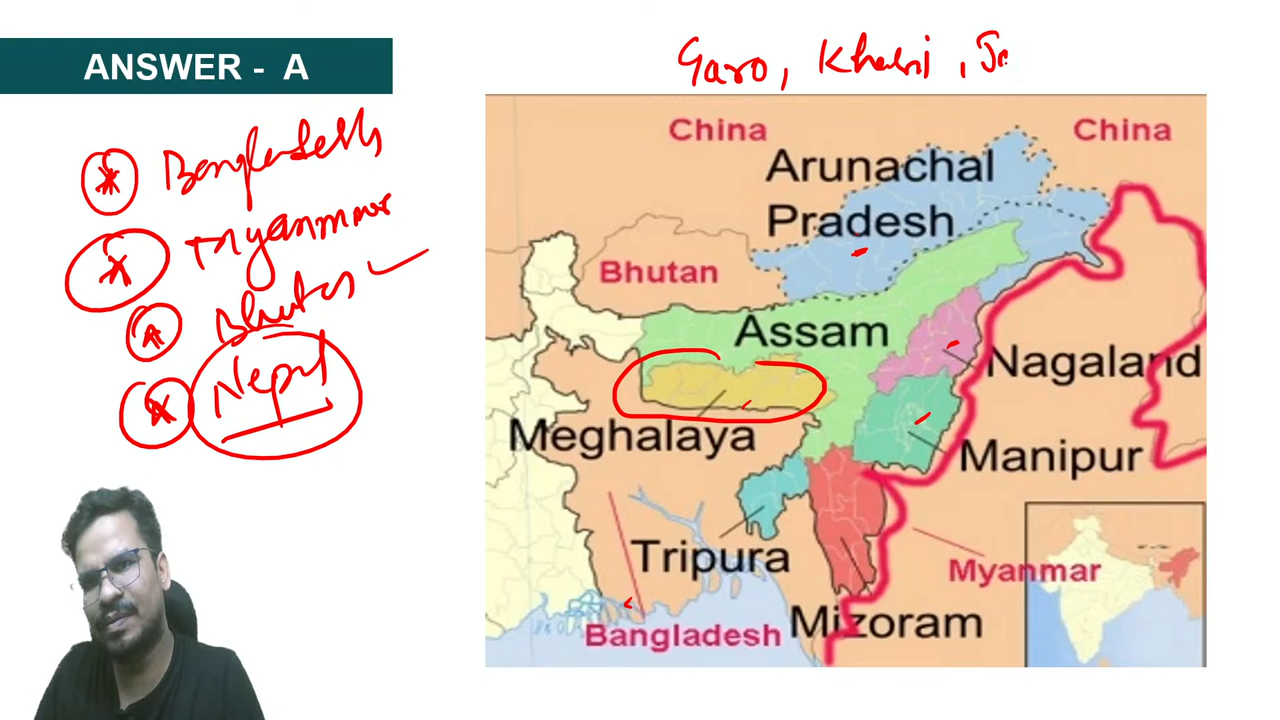 ANSWER - A
Garo, Khasi, Ja
Bangladesh
Myanmar
Bhutan
Nepal
China
China
Arunachal
Pradesh
Bhutan
Assam
Nagaland
Meghalaya
Manipur
Tripura
Myanmar
Mizoram
Bangladesh